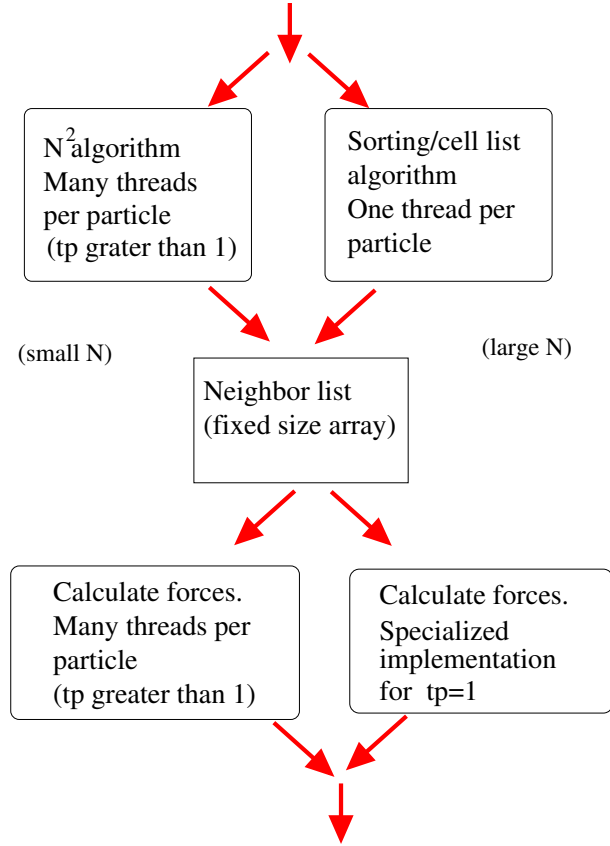 N²algorithm
Many threads
per particle
(tp grater than 1)
Sorting/cell list
algorithm
One thread per
particle
(small N)
(large N)
Neighbor list
(fixed size array)
Calculate forces.
Many threads per
particle
(tp greater than 1)
Calculate forces.
Specialized
implementation
for tp=1